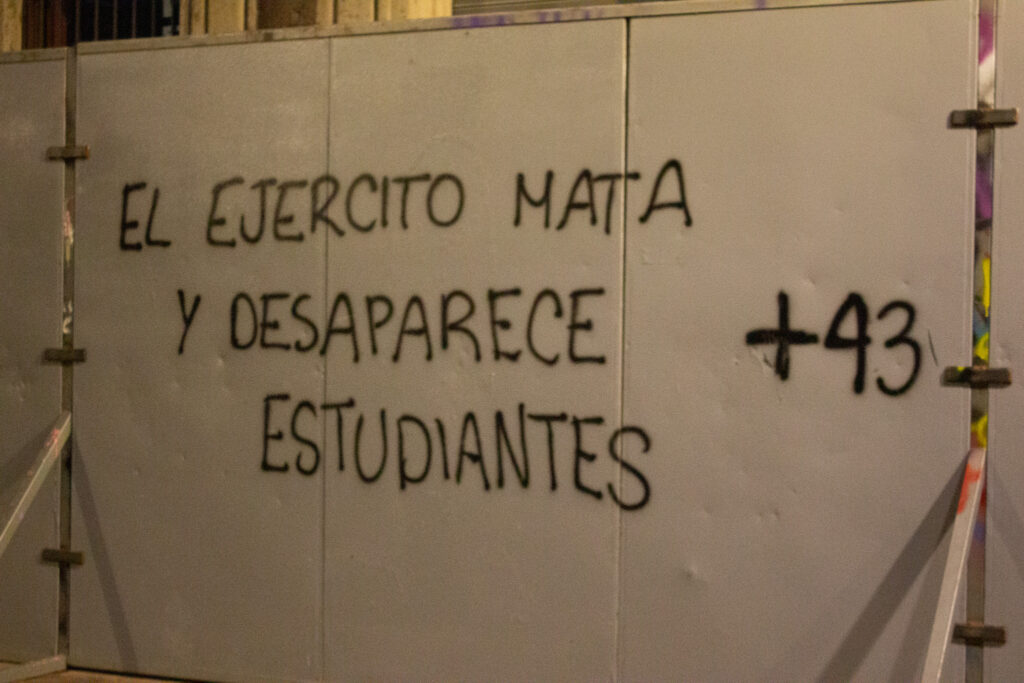 EL EJERCITO MATA
Y DESAPARECE
ESTUDIANTES
+43